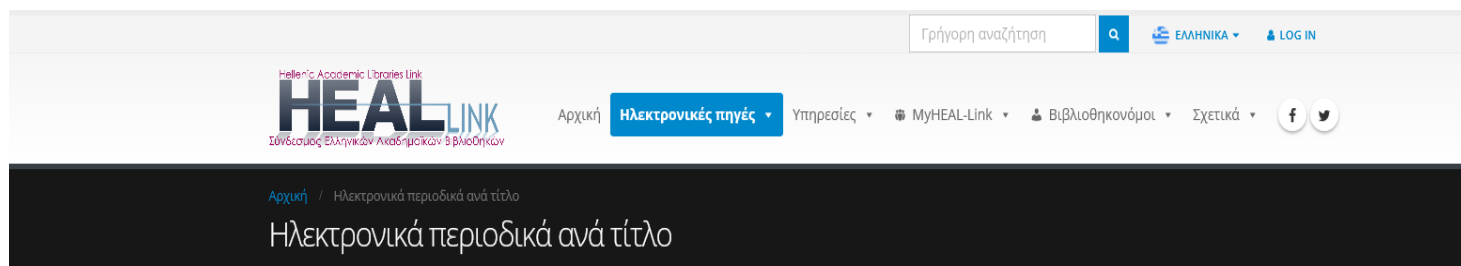 Γρήγορη αναζήτηση ΕΛΛΗΝΙΚΑ LOG IN
Hellenic Academic Libraries Link
HEAL LINK
Σύνδεσμος Ελληνικών Ακαδημαϊκών Βιβλιοθηκών
Αρχική Ηλεκτρονικές πηγές Υπηρεσίες MyHEAL-Link Βιβλιοθηκονόμοι Σχετικά
Αρχική / Ηλεκτρονικά περιοδικά ανά τίτλο
Ηλεκτρονικά περιοδικά ανά τίτλο